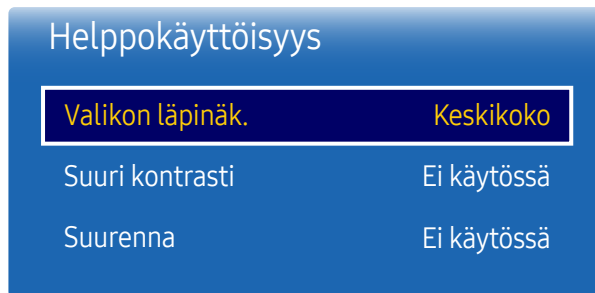 Helppokäyttöisyys
Valikon läpinäk. Keskikoko
Suuri kontrasti Ei käytössä
Suurenna Ei käytössä